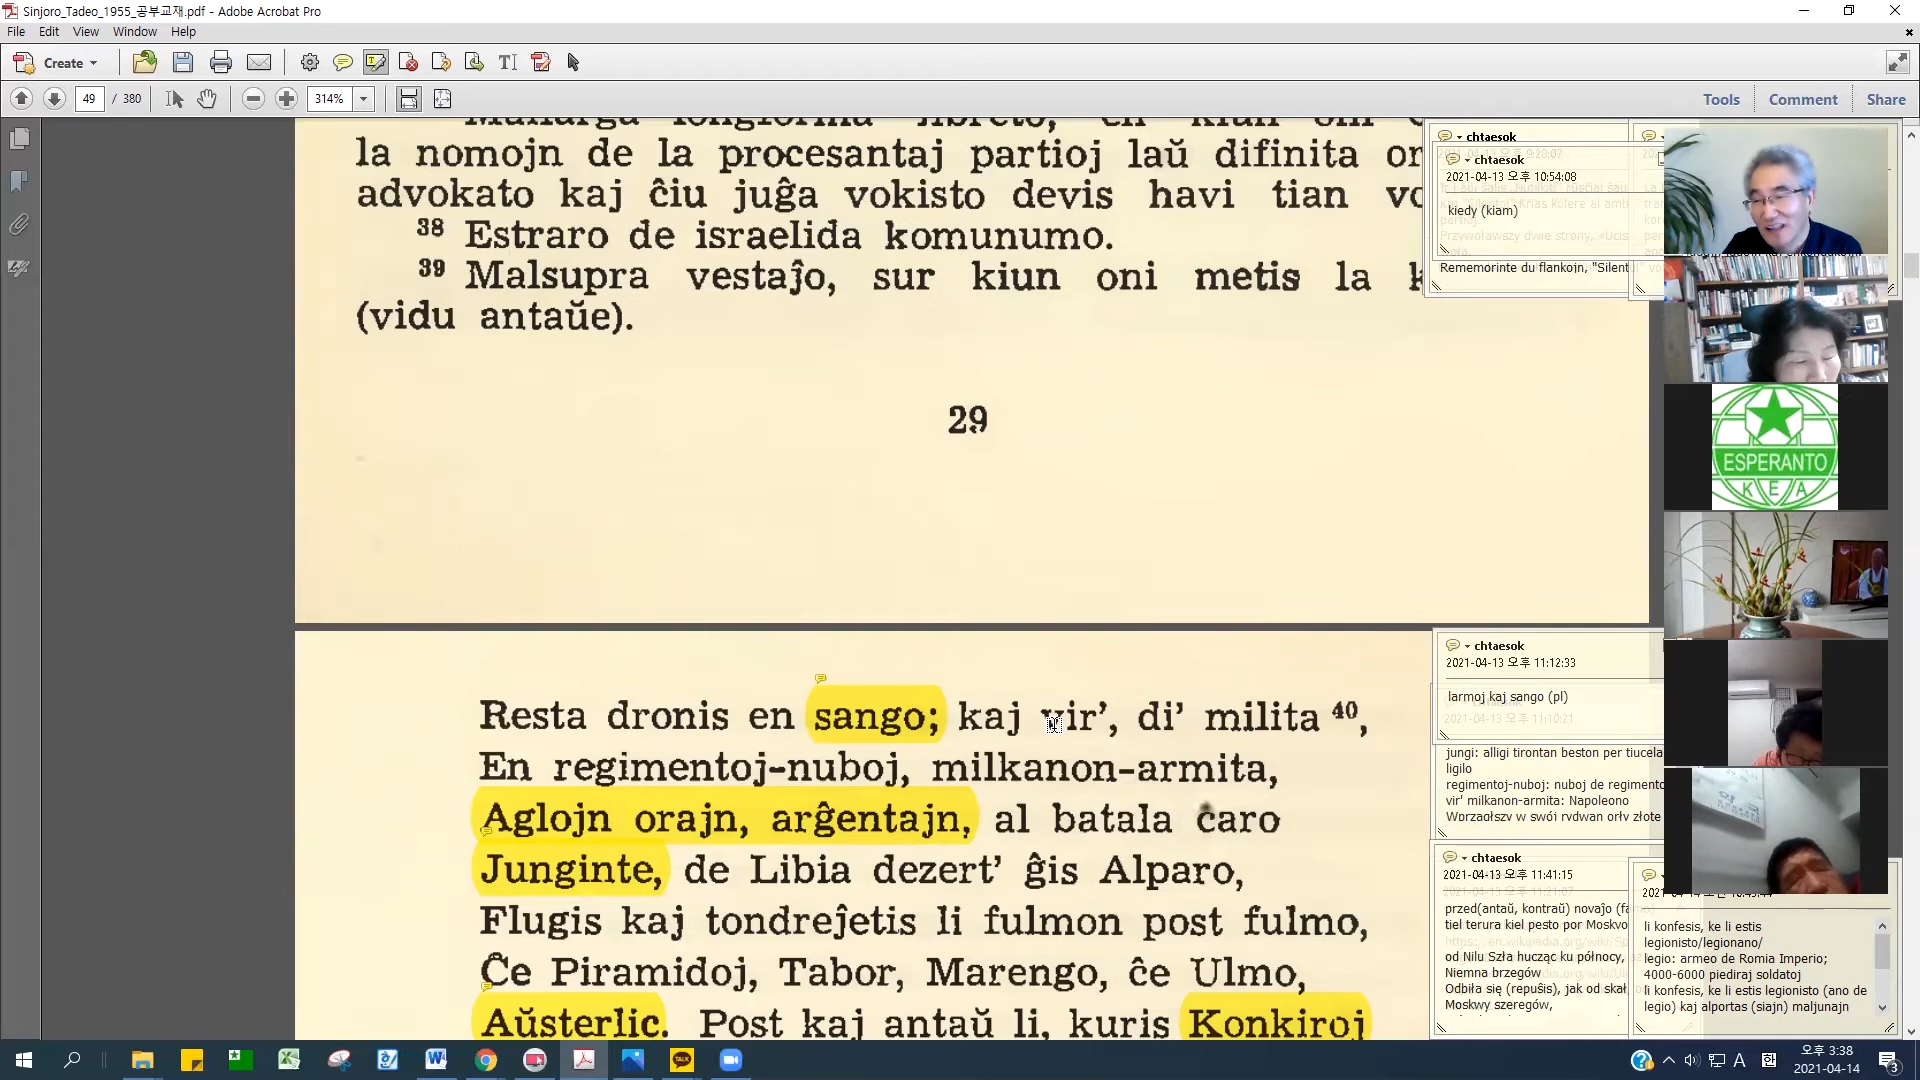 Sinjoro_Tadeo_1955_공부교재.pdf - Adobe Acrobat Pro
File Edit View Window Help
Create
49 / 380 314% Tools Comment Share
la nomojn de la procesantaj partioj laŭ difinita or
advokato kaj ĉiu juĝa vokisto devis havi tian vo
38 Estraro de israelida komunumo.
39 Malsupra vestaĵo, sur kiun oni metis la k
(vidu antaŭe).
29
Resta dronis en sango; kaj vir’, di’ milita 40,
En regimentoj-nuboj, milkanon-armita,
Aglojn orajn, arĝentajn, al batala ĉaro
Junginte, de Libia dezert’ ĝis Alparo,
Flugis kaj tondreĵetis li fulmon post fulmo,
Ĉe Piramidoj, Tabor, Marengo, ĉe Ulmo,
Aŭsterlic. Post kaj antaŭ li, kuris Konkiroj
chtaesok
chtaesok
2021-04-13 오후 10:54:08
kiedy (kiam)
Rememorinte du flankojn, "Silentu!" vo
ESPERANTO
K E A
chtaesok
2021-04-13 오후 11:12:33
larmoj kaj sango (pl)
jungi: alligi tirontan beston per tiucela
ligilo
regimentoj-nuboj: nuboj de regimento
vir' milkanon-armita: Napoleono
Wprzągłszy w swój rydwan orły złote
chtaesok
2021-04-13 오후 11:41:15
przed(antaŭ, kontraŭ) novaĵo (famo)
tiel terura kiel pesto por Moskvo
od Nilu Szła hucząc ku północy,
Niemna brzegów
Odbiła się (repuŝis), jak od skał,
Moskwy szeregów,
li konfesis, ke li estis
legionisto/legionano/
legio: armeo de Romia Imperio;
4000-6000 piediraj soldatoj
li konfesis, ke li estis legionisto (ano de
legio) kaj alportas (siajn) maljunajn
TALK
A 한
오후 3:38
2021-04-14
3